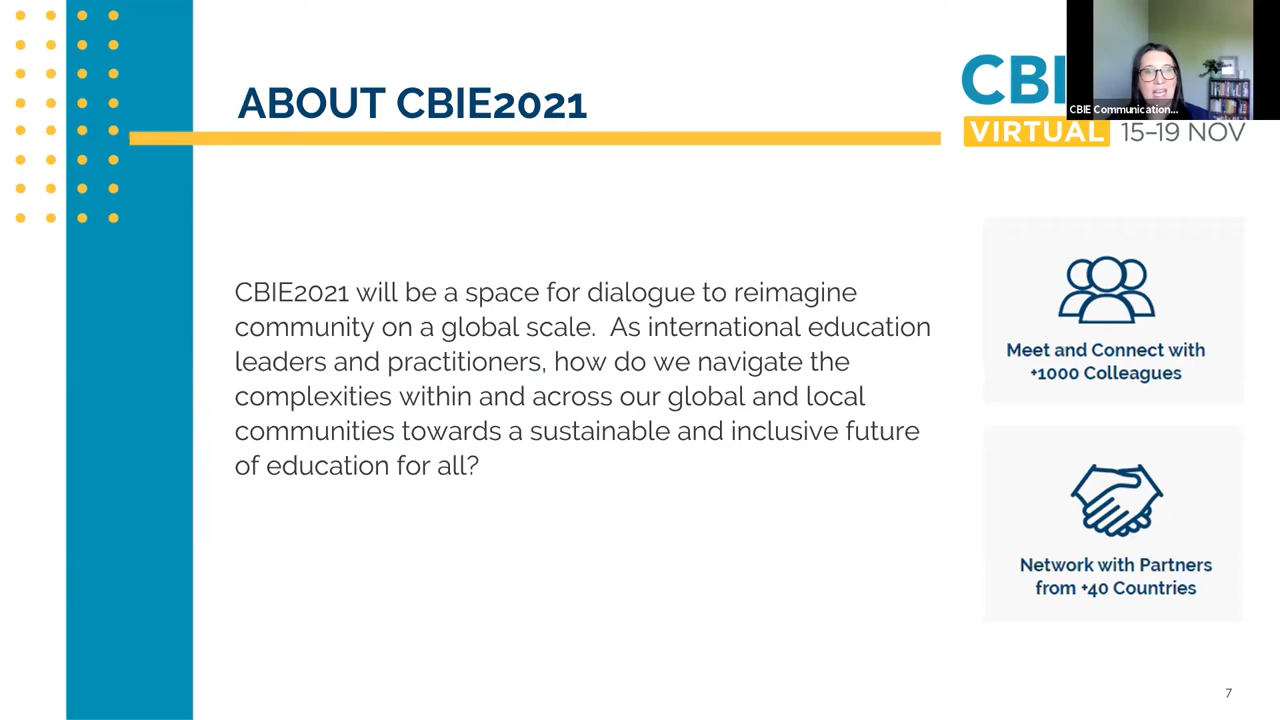 ABOUT CBIE2021
CBI
CBIE Communication...
VIRTUAL 15–19 NOV
CBIE2021 will be a space for dialogue to reimagine
community on a global scale.  As international education
leaders and practitioners, how do we navigate the
complexities within and across our global and local
communities towards a sustainable and inclusive future
of education for all?
Meet and Connect with
+1000 Colleagues
Network with Partners
from +40 Countries
7